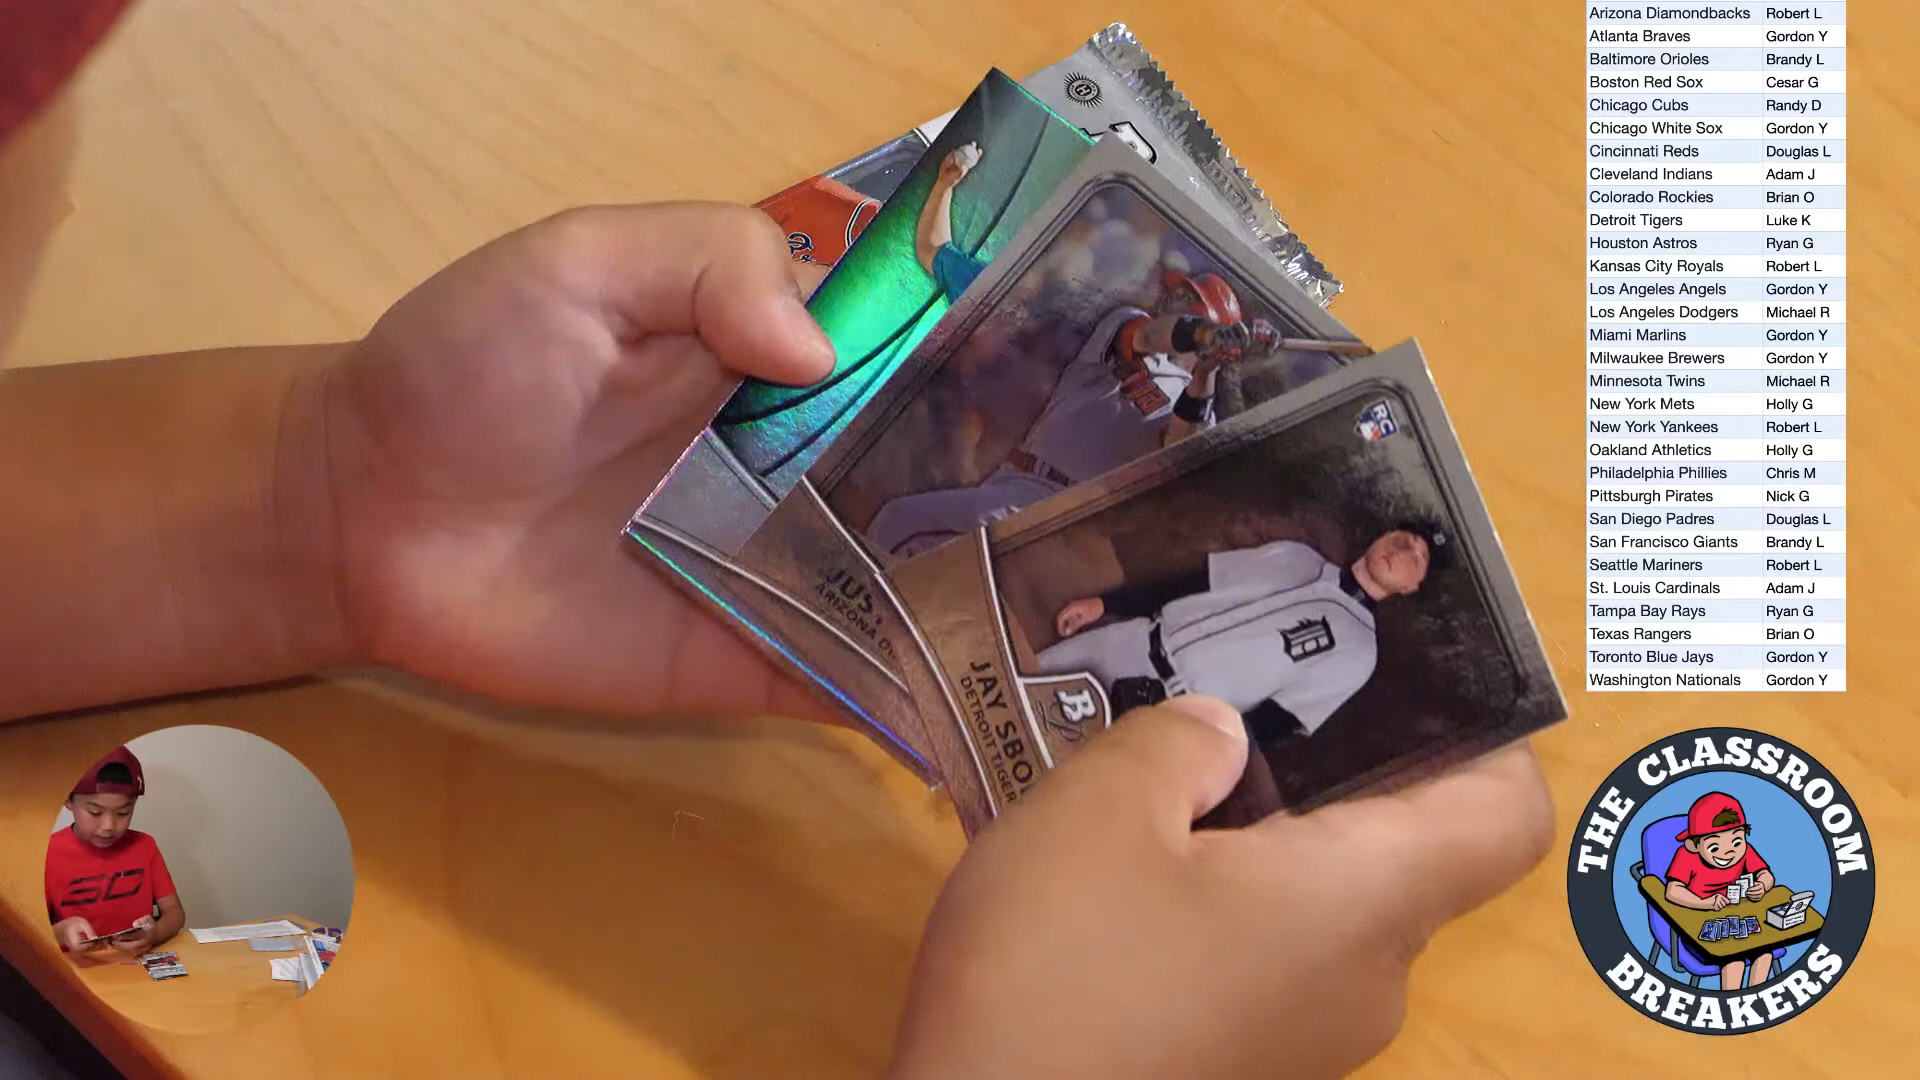 Arizona Diamondbacks Robert L
Atlanta Braves Gordon Y
Baltimore Orioles Brandy L
Boston Red Sox Cesar G
Chicago Cubs Randy D
Chicago White Sox Gordon Y
Cincinnati Reds Douglas L
Cleveland Indians Adam J
Colorado Rockies Brian O
Detroit Tigers Luke K
Houston Astros Ryan G
Kansas City Royals Robert L
Los Angeles Angels Gordon Y
Los Angeles Dodgers Michael R
Miami Marlins Gordon Y
Milwaukee Brewers Gordon Y
Minnesota Twins Michael R
New York Mets Holly G
New York Yankees Robert L
Oakland Athletics Holly G
Philadelphia Phillies Chris M
Pittsburgh Pirates Nick G
San Diego Padres Douglas L
San Francisco Giants Brandy L
Seattle Mariners Robert L
St. Louis Cardinals Adam J
Tampa Bay Rays Ryan G
Texas Rangers Brian O
Toronto Blue Jays Gordon Y
Washington Nationals Gordon Y
THE CLASSROOM
BREAKERS
RC
D
B
JAY SBO
DETROIT TIGER
JUS
ARIZONA
H